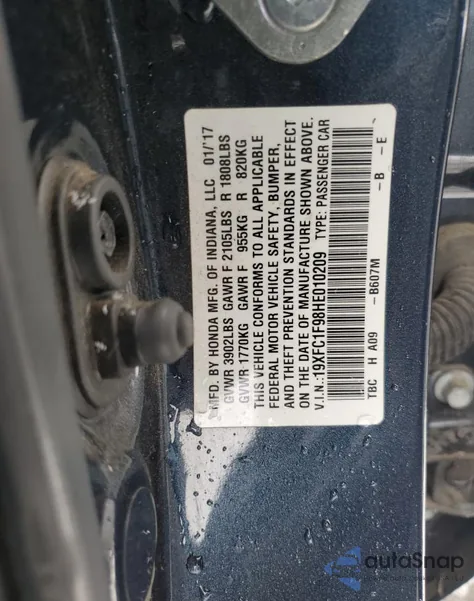 MFD. BY HONDA MFG. OF INDIANA, LLC 01/'17
GVWR 3902LBS GAWR F 2105LBS R 1808LBS
GVWR 1770KG GAWR F 955KG R 820KG
THIS VEHICLE CONFORMS TO ALL APPLICABLE
FEDERAL MOTOR VEHICLE SAFETY, BUMPER,
AND THEFT PREVENTION STANDARDS IN EFFECT
ON THE DATE OF MANUFACTURE SHOWN ABOVE.
V.I.N.:19XFC1F98HE010209 TYPE: PASSENGER CAR
TBC H A09 – B607M – B – E
autoSnap